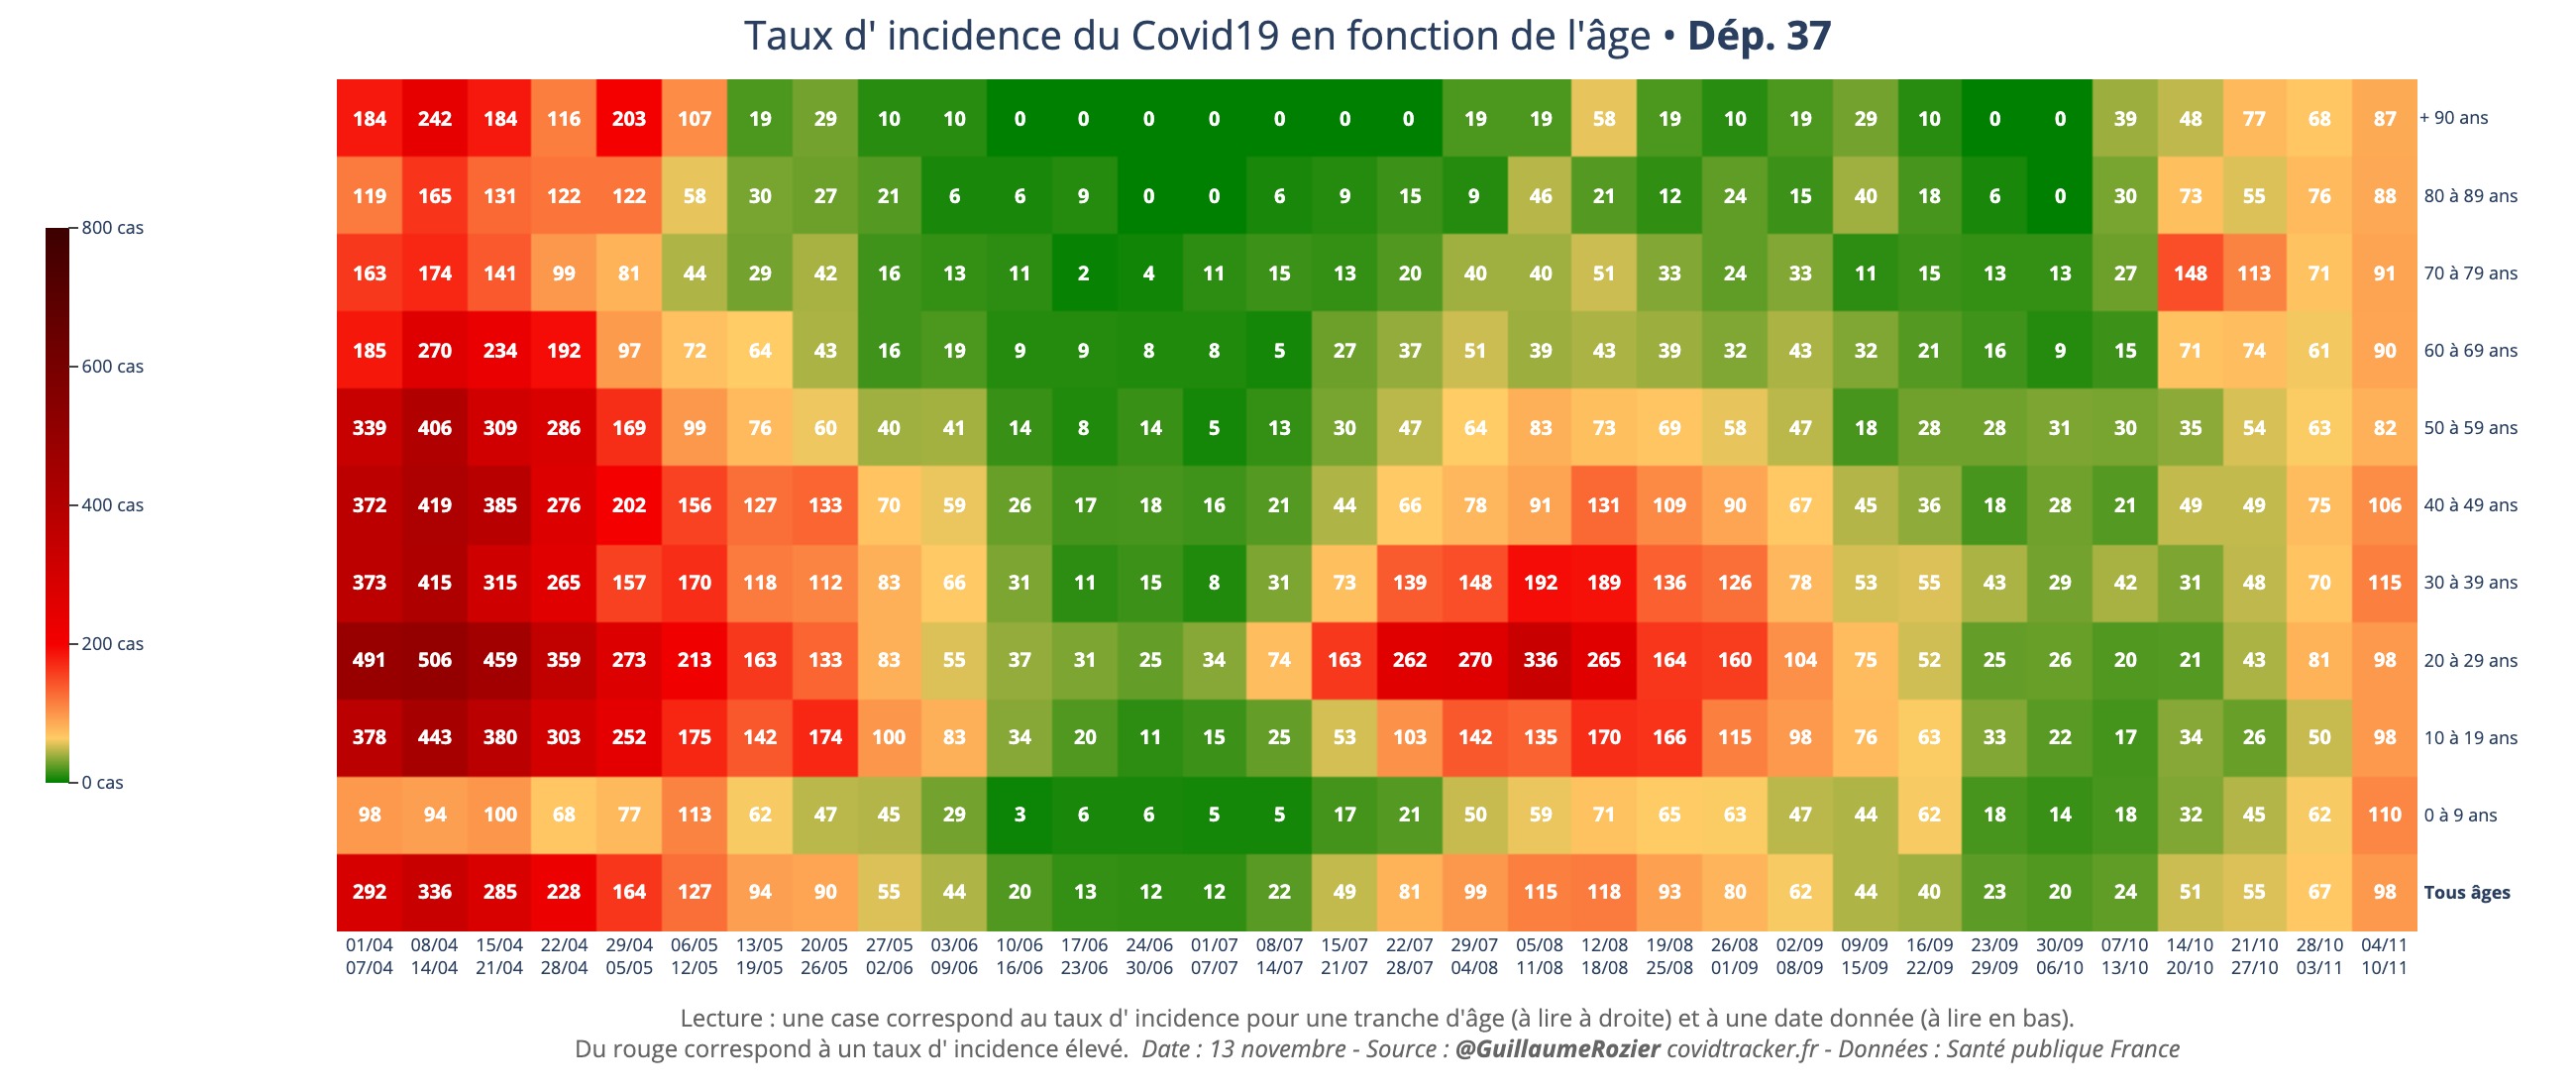 Taux d' incidence du Covid19 en fonction de l'âge • Dép. 37
800 cas
600 cas
400 cas
200 cas
0 cas
184 242 184 116 203 107 19 29 10 10 0 0 0 0 0 0 0 19 19 58 19 10 19 29 10 0 0 39 48 77 68 87 + 90 ans
119 165 131 122 122 58 30 27 21 6 6 9 0 0 6 9 15 9 46 21 12 24 15 40 18 6 0 30 73 55 76 88 80 à 89 ans
163 174 141 99 81 44 29 42 16 13 11 2 4 11 15 13 20 40 40 51 33 24 33 11 15 13 13 27 148 113 71 91 70 à 79 ans
185 270 234 192 97 72 64 43 16 19 9 9 8 8 5 27 37 51 39 43 39 32 43 32 21 16 9 15 71 74 61 90 60 à 69 ans
339 406 309 286 169 99 76 60 40 41 14 8 14 5 13 30 47 64 83 73 69 58 47 18 28 28 31 30 35 54 63 82 50 à 59 ans
372 419 385 276 202 156 127 133 70 59 26 17 18 16 21 44 66 78 91 131 109 90 67 45 36 18 28 21 49 49 75 106 40 à 49 ans
373 415 315 265 157 170 118 112 83 66 31 11 15 8 31 73 139 148 192 189 136 126 78 53 55 43 29 42 31 48 70 115 30 à 39 ans
491 506 459 359 273 213 163 133 83 55 37 31 25 34 74 163 262 270 336 265 164 160 104 75 52 25 26 20 21 43 81 98 20 à 29 ans
378 443 380 303 252 175 142 174 100 83 34 20 11 15 25 53 103 142 135 170 166 115 98 76 63 33 22 17 34 26 50 98 10 à 19 ans
98 94 100 68 77 113 62 47 45 29 3 6 6 5 5 17 21 50 59 71 65 63 47 44 62 18 14 18 32 45 62 110 0 à 9 ans
292 336 285 228 164 127 94 90 55 44 20 13 12 12 22 49 81 99 115 118 93 80 62 44 40 23 20 24 51 55 67 98 Tous âges
01/04 08/04 15/04 22/04 29/04 06/05 13/05 20/05 27/05 03/06 10/06 17/06 24/06 01/07 08/07 15/07 22/07 29/07 05/08 12/08 19/08 26/08 02/09 09/09 16/09 23/09 30/09 07/10 14/10 21/10 28/10 04/11
07/04 14/04 21/04 28/04 05/05 12/05 19/05 26/05 02/06 09/06 16/06 23/06 30/06 07/07 14/07 21/07 28/07 04/08 11/08 18/08 25/08 01/09 08/09 15/09 22/09 29/09 06/10 13/10 20/10 27/10 03/11 10/11
Lecture : une case correspond au taux d' incidence pour une tranche d'âge (à lire à droite) et à une date donnée (à lire en bas).
Du rouge correspond à un taux d' incidence élevé. Date : 13 novembre - Source : @GuillaumeRozier covidtracker.fr - Données : Santé publique France